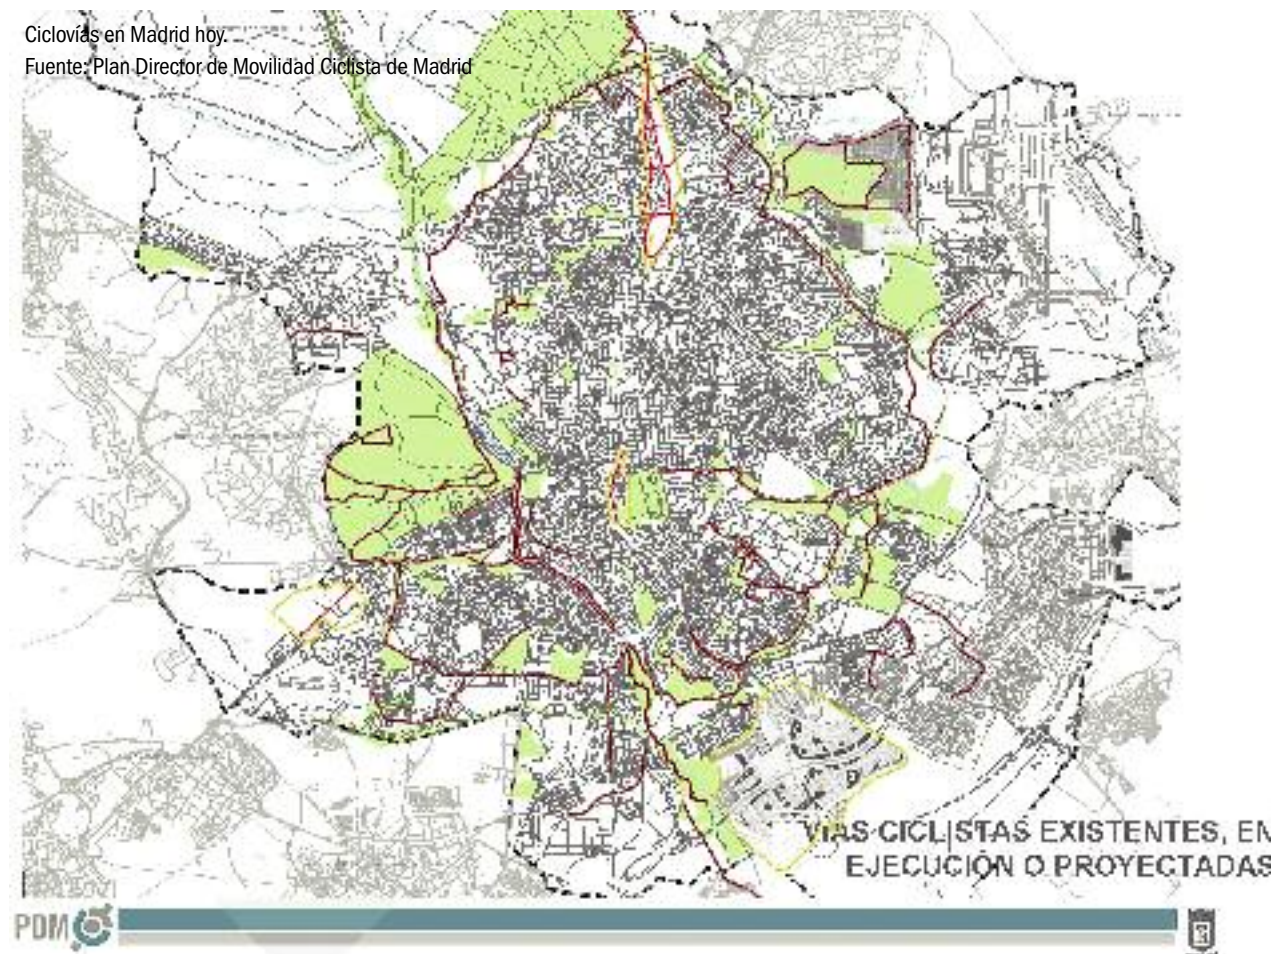 Ciclovías en Madrid hoy.
Fuente: Plan Director de Movilidad Ciclista de Madrid
VIAS CICLISTAS EXISTENTES, EN
EJECUCIÓN O PROYECTADAS
PDM